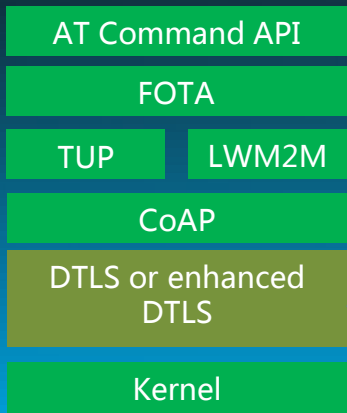 AT Command API
FOTA
TUP
LWM2M
CoAP
DTLS or enhanced
DTLS
Kernel